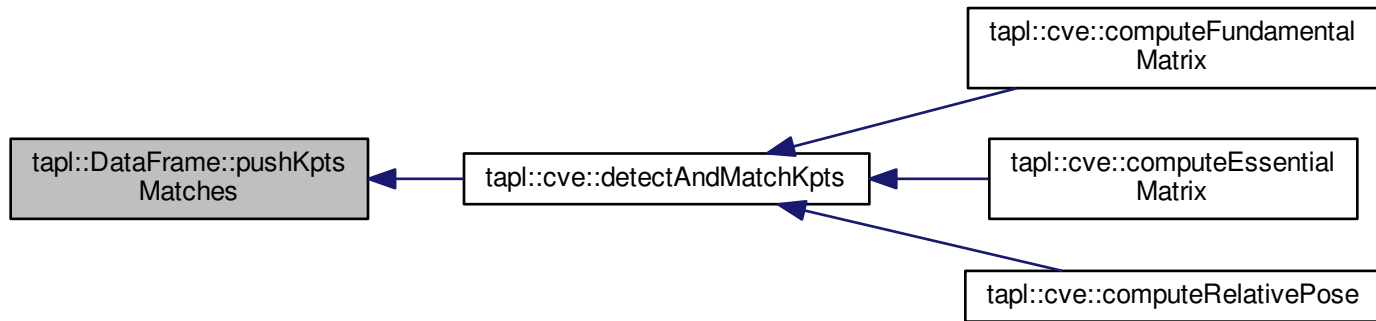 tapl::DataFrame::pushKpts
Matches
tapl::cve::detectAndMatchKpts
tapl::cve::computeFundamental
Matrix
tapl::cve::computeEssential
Matrix
tapl::cve::computeRelativePose